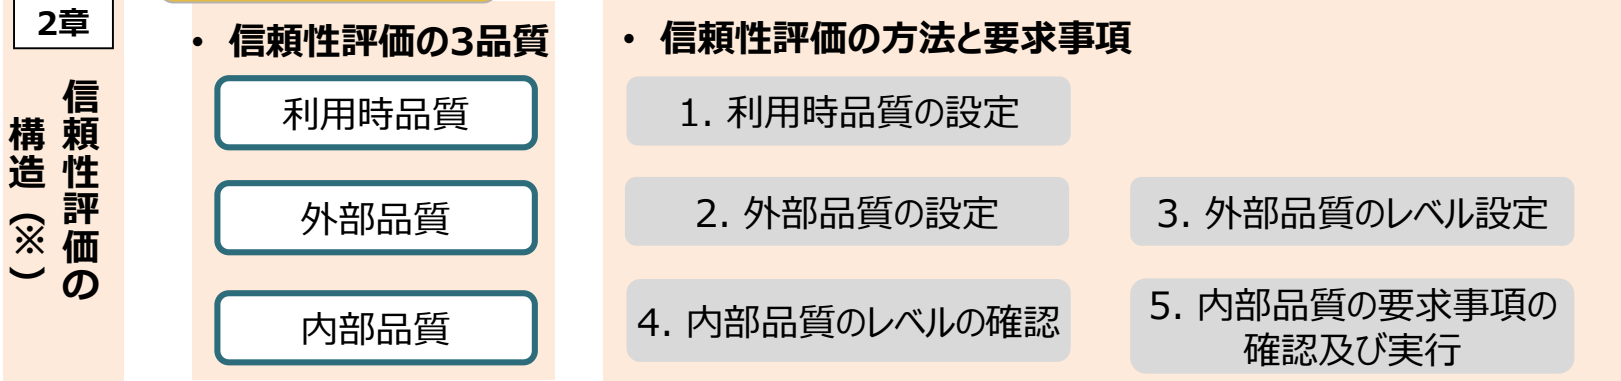 2章
信頼性評価の
構造（※）
• 信頼性評価の3品質
利用時品質
外部品質
内部品質
• 信頼性評価の方法と要求事項
1. 利用時品質の設定
2. 外部品質の設定
3. 外部品質のレベル設定
4. 内部品質のレベルの確認
5. 内部品質の要求事項の
確認及び実行